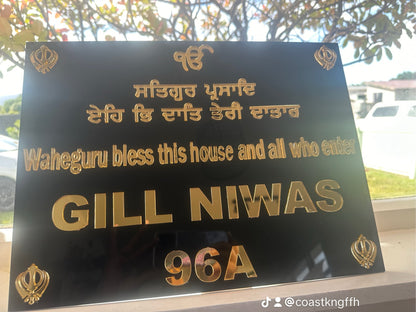 ੴ
ਸਤਿਗੁਰ ਪ੍ਰਸਾਦਿ
ਏਹਿ ਭਿ ਦਾਤਿ ਤੇਰੀ ਦਾਤਾਰ
Waheguru bless this house and all who enter
GILL NIWAS
96A
@coastkngffh